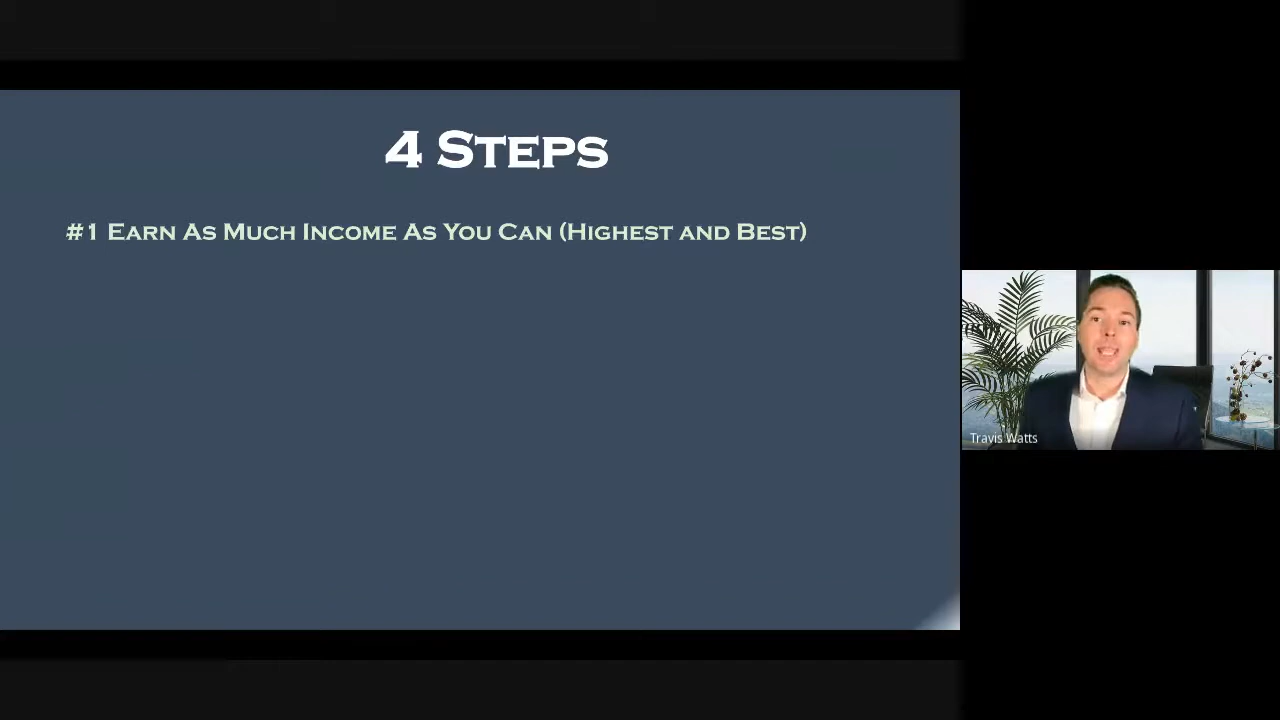 4 Steps
#1 Earn As Much Income As You Can (Highest and Best)
Travis Watts